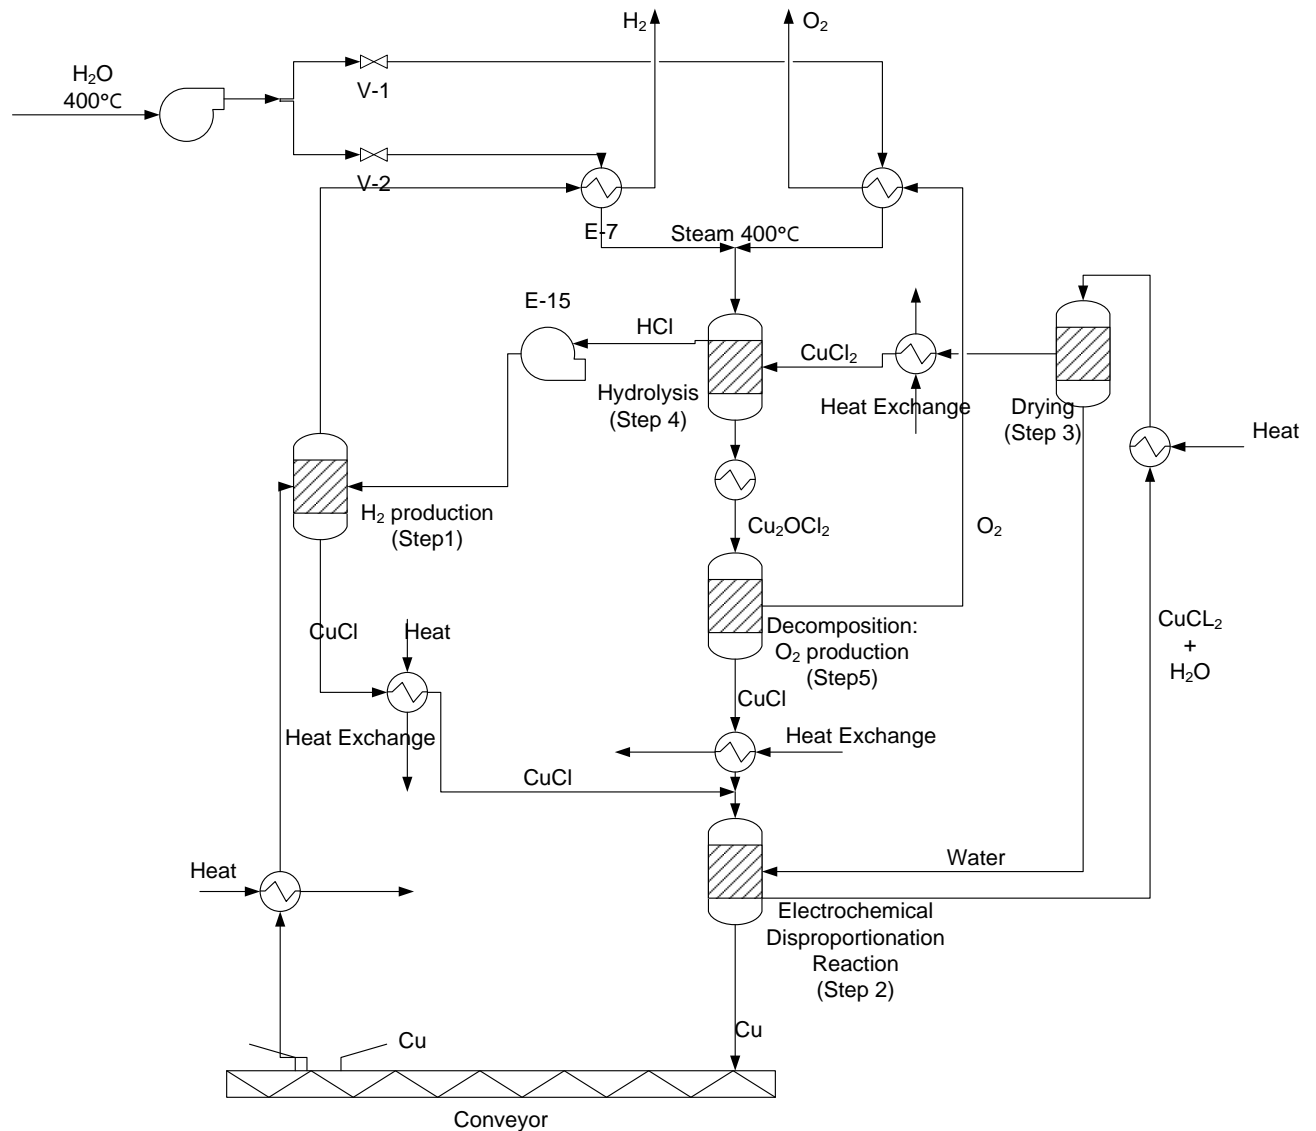 H₂
O₂
H₂O
400℃
V-1
V-2
E-7
Steam 400℃
E-15
HCl
CuCl₂
Hydrolysis
(Step 4)
Heat Exchange
Drying
(Step 3)
Heat
H₂ production
(Step1)
Cu₂OCl₂
O₂
CuCl
Heat
Decomposition:
O₂ production
(Step5)
CuCL₂
+
H₂O
CuCl
Heat Exchange
Heat Exchange
CuCl
Water
Heat
Electrochemical
Disproportionation
Reaction
(Step 2)
Cu
Cu
Conveyor